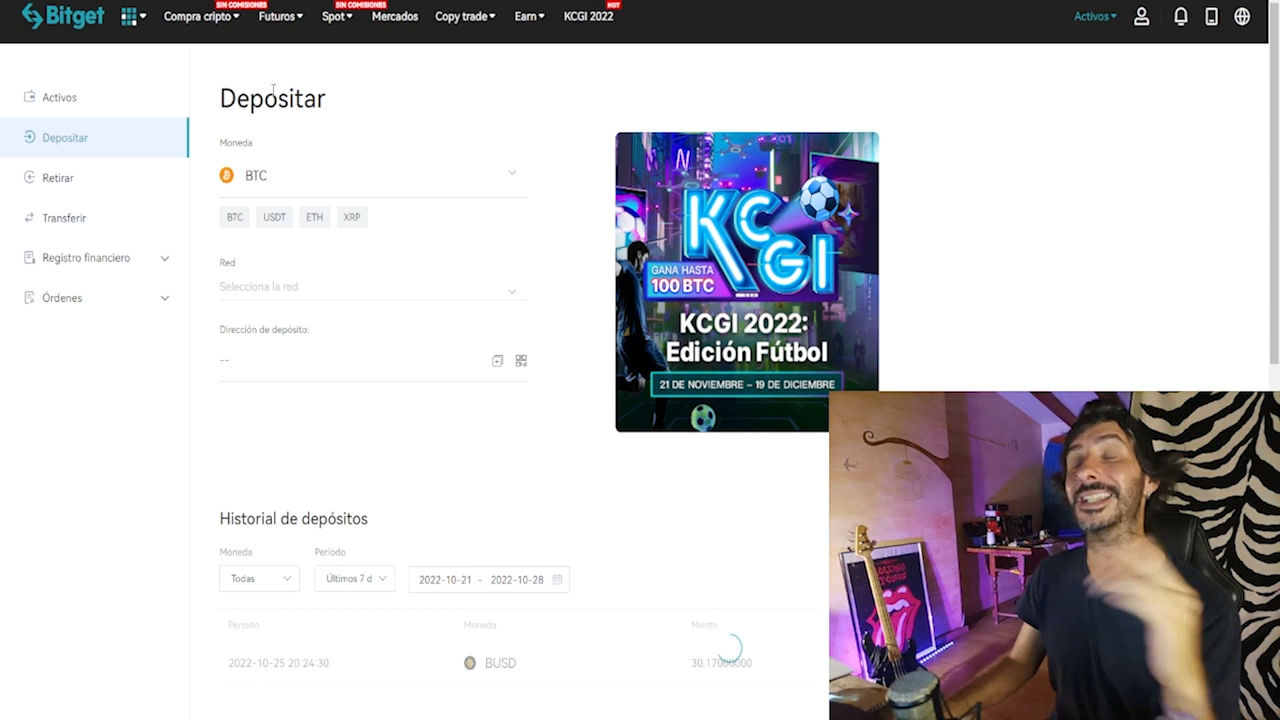 Bitget
Compra cripto
SIN COMISIONES
Futuros
Spot
SIN COMISIONES
Mercados
Copy trade
Earn
KCGI 2022
HOT
Activos
Activos
Depositar
Retirar
Transferir
Registro financiero
Órdenes
Depositar
Moneda
BTC
BTC USDT ETH XRP
Red
Selecciona la red
Dirección de depósito:
--
KCGI
GANA HASTA
100 BTC
KCGI 2022:
Edición Fútbol
21 DE NOVIEMBRE – 19 DE DICIEMBRE
Historial de depósitos
Moneda Período
Todas Últimos 7 d 2022-10-21 - 2022-10-28
Período Moneda Monto
2022-10-25 20:24:30 BUSD 30.17000000